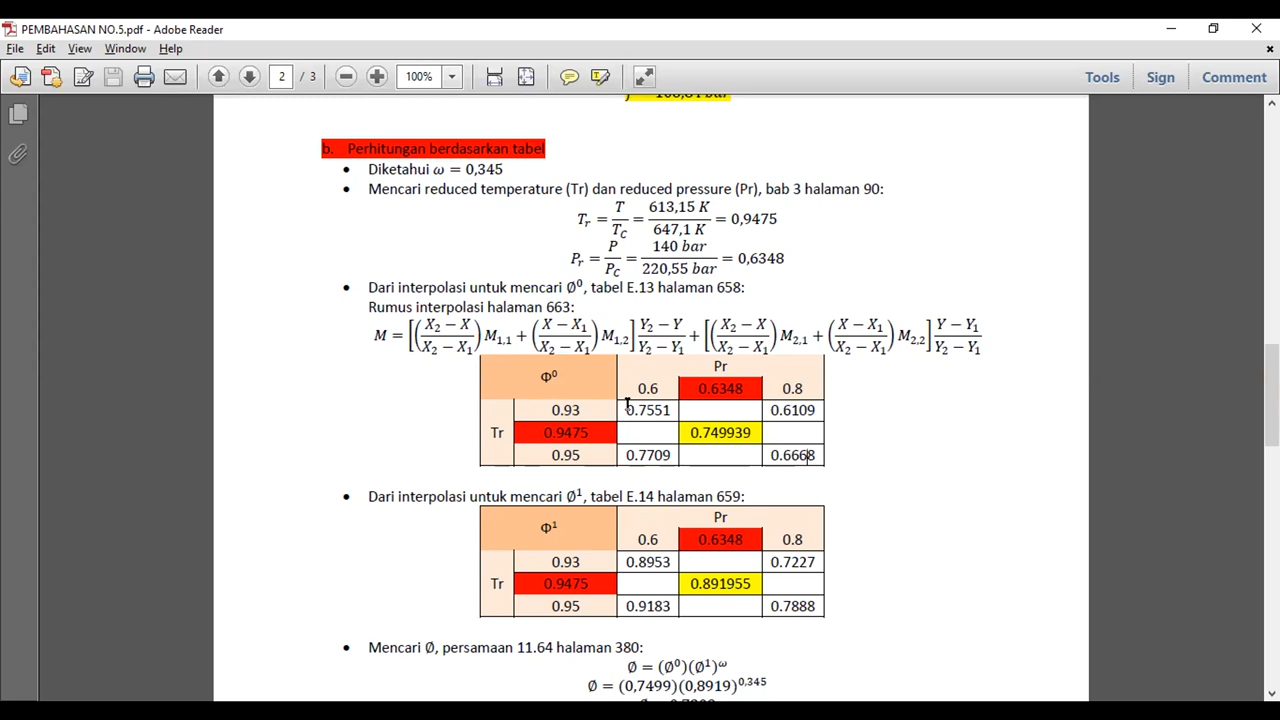 PEMBAHASAN NO.5.pdf - Adobe Reader
File Edit View Window Help
2 / 3 100% Tools Sign Comment
b. Perhitungan berdasarkan tabel
• Diketahui ω = 0,345
• Mencari reduced temperature (Tr) dan reduced pressure (Pr), bab 3 halaman 90:
T_r = T/T_C = 613,15 K/647,1 K = 0,9475
P_r = P/P_C = 140 bar/220,55 bar = 0,6348
• Dari interpolasi untuk mencari Ø⁰, tabel E.13 halaman 658:
Rumus interpolasi halaman 663:
M = [((X₂ − X)/(X₂ − X₁)) M₁,₁ + ((X − X₁)/(X₂ − X₁)) M₁,₂] (Y₂ − Y)/(Y₂ − Y₁) + [((X₂ − X)/(X₂ − X₁)) M₂,₁ + ((X − X₁)/(X₂ − X₁)) M₂,₂] (Y − Y₁)/(Y₂ − Y₁)
Φ⁰ Pr
0.6 0.6348 0.8
0.93 0.7551 0.6109
Tr 0.9475 0.749939
0.95 0.7709 0.6668
• Dari interpolasi untuk mencari Ø¹, tabel E.14 halaman 659:
Φ¹ Pr
0.6 0.6348 0.8
0.93 0.8953 0.7227
Tr 0.9475 0.891955
0.95 0.9183 0.7888
• Mencari Ø, persamaan 11.64 halaman 380:
Ø = (Ø⁰)(Ø¹)^ω
Ø = (0,7499)(0,8919)^0,345